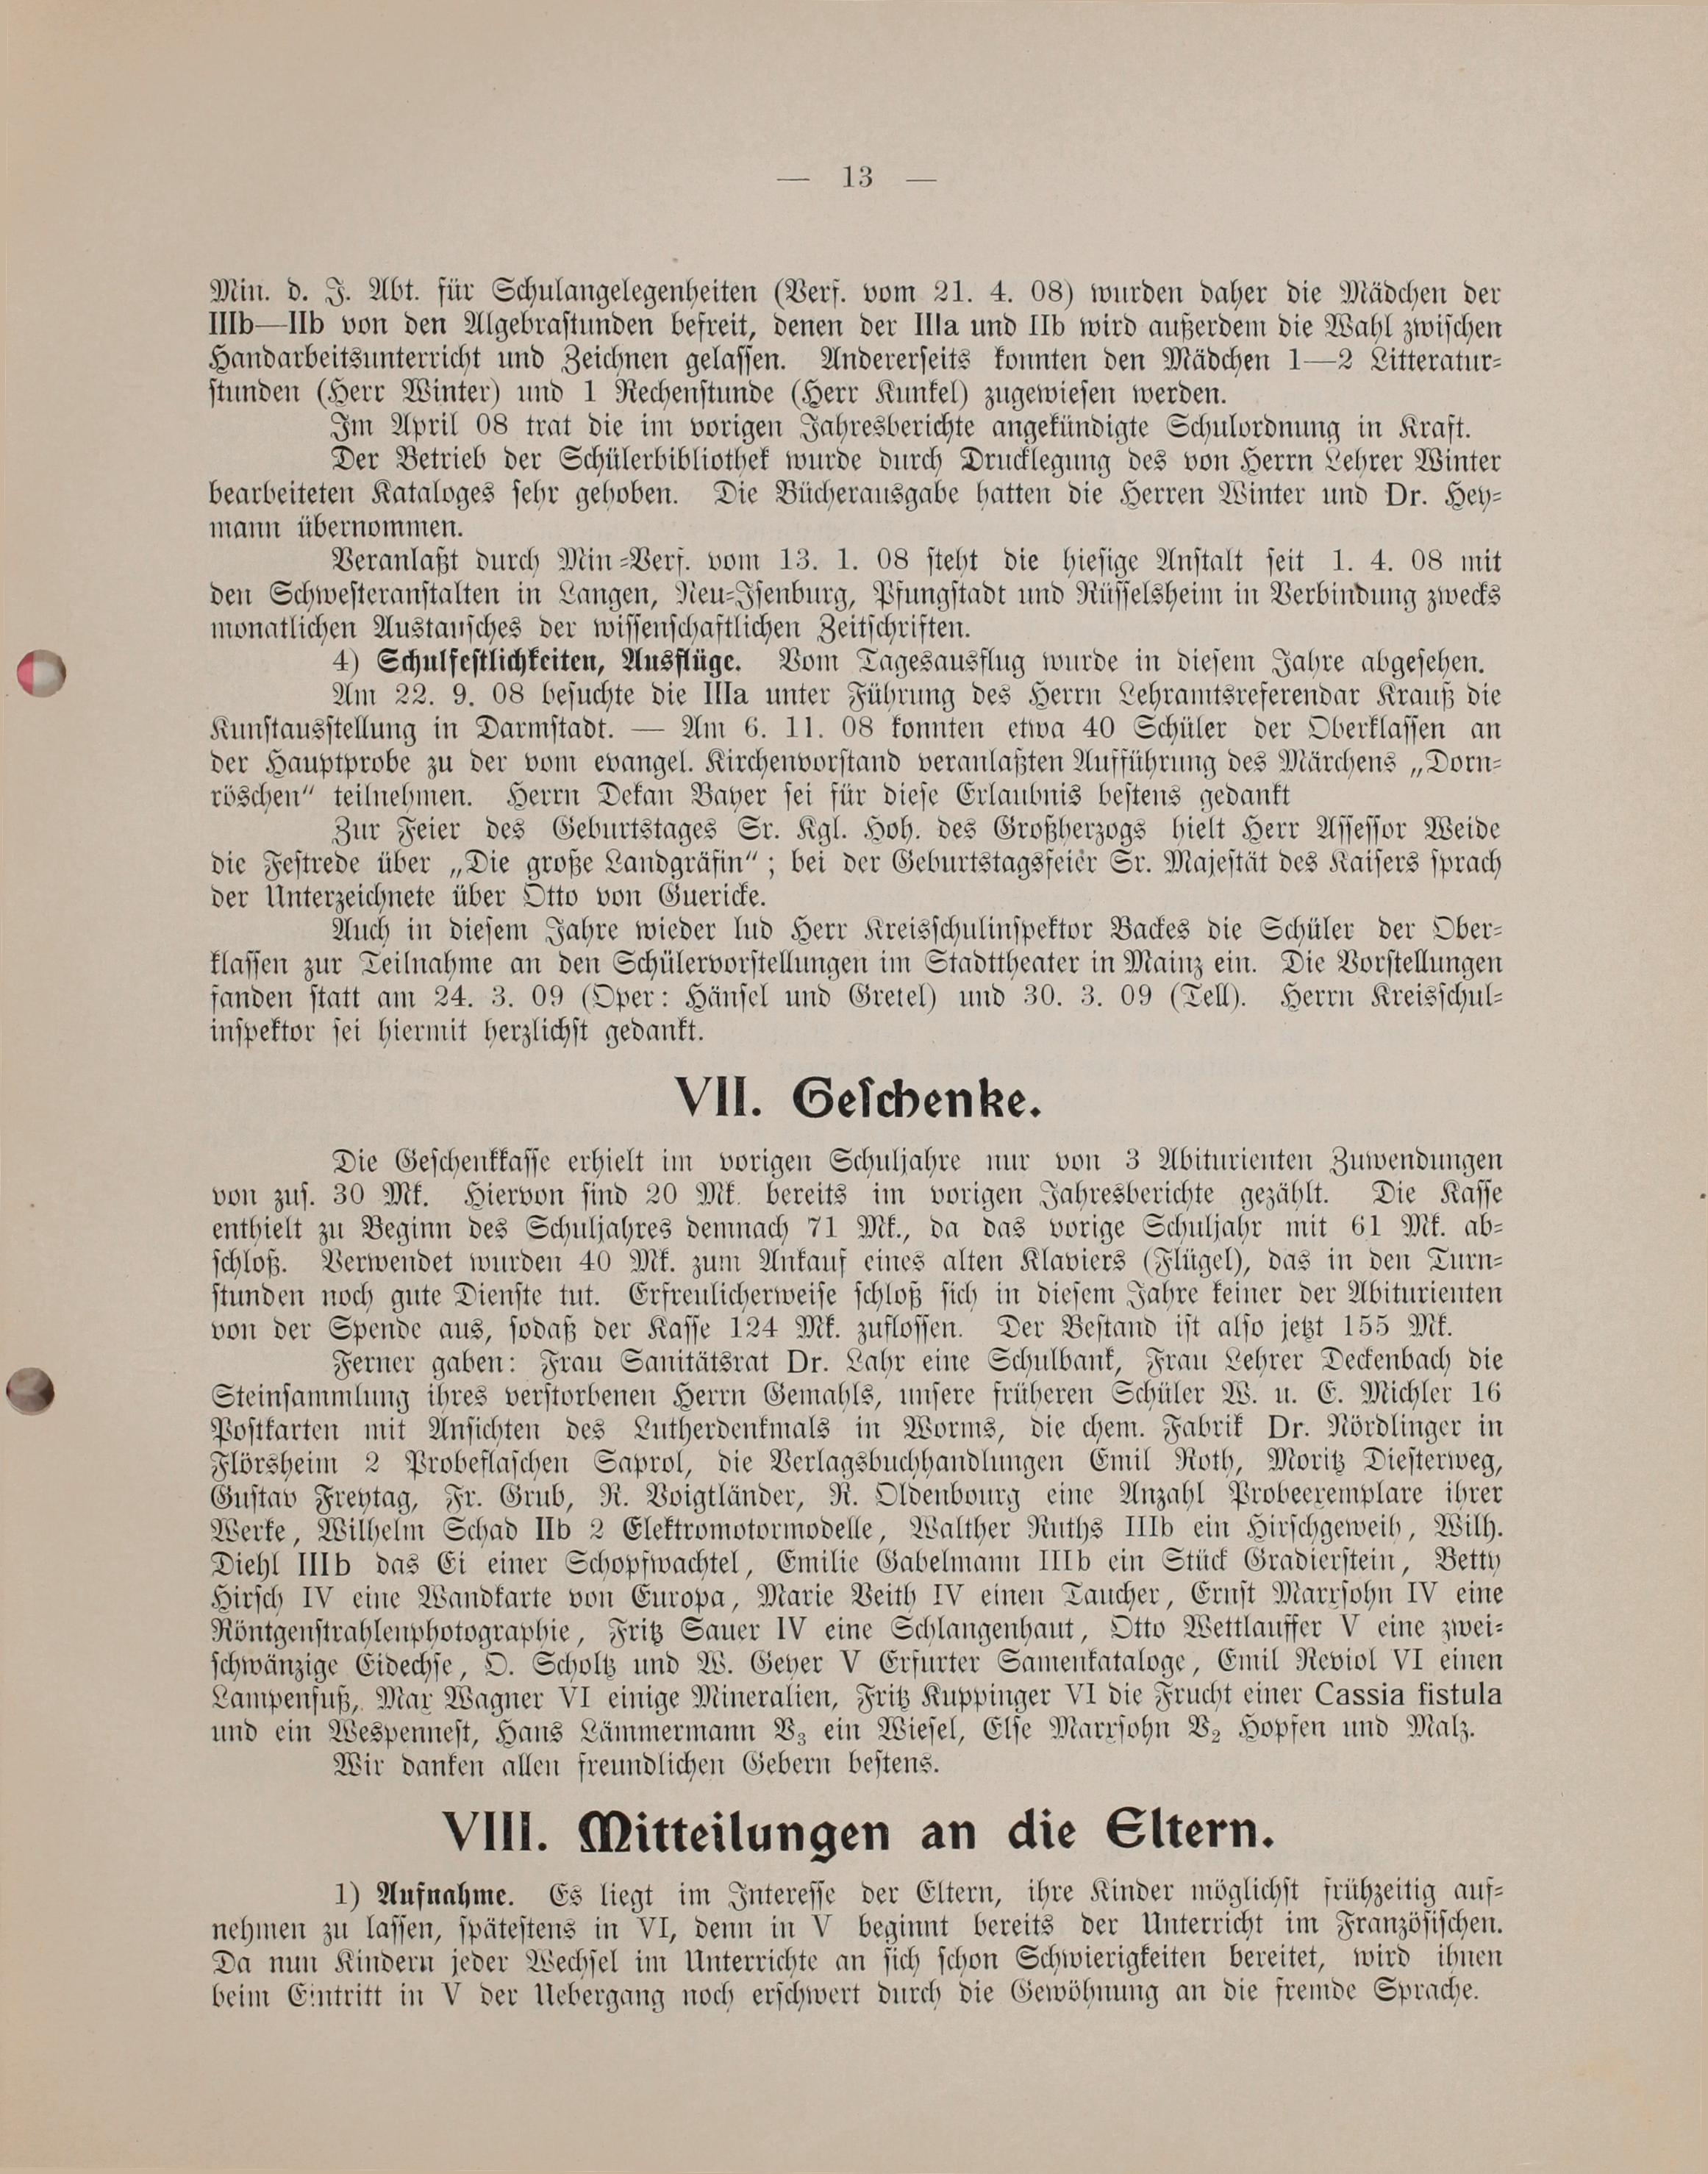 — 13 —
Min. d. J. Abt. für Schulangelegenheiten (Verf. vom 21. 4. 08) wurden daher die Mädchen der
IIIb—IIb von den Algebrastunden befreit, denen der IIIa und IIb wird außerdem die Wahl zwischen
Handarbeitsunterricht und Zeichnen gelassen. Andererseits konnten den Mädchen 1—2 Litteratur-
stunden (Herr Winter) und 1 Rechenstunde (Herr Kunkel) zugewiesen werden.
Im April 08 trat die im vorigen Jahresberichte angekündigte Schulordnung in Kraft.
Der Betrieb der Schülerbibliothek wurde durch Drucklegung des von Herrn Lehrer Winter
bearbeiteten Kataloges sehr gehoben. Die Bücherausgabe hatten die Herren Winter und Dr. Hey-
mann übernommen.
Veranlaßt durch Min-Verf. vom 13. 1. 08 steht die hiesige Anstalt seit 1. 4. 08 mit
den Schwesteranstalten in Langen, Neu-Isenburg, Pfungstadt und Rüsselsheim in Verbindung zwecks
monatlichen Austausches der wissenschaftlichen Zeitschriften.
4) Schulfestlichkeiten, Ausflüge. Vom Tagesausflug wurde in diesem Jahre abgesehen.
Am 22. 9. 08 besuchte die IIIa unter Führung des Herrn Lehramtsreferendar Krauß die
Kunstausstellung in Darmstadt. — Am 6. 11. 08 konnten etwa 40 Schüler der Oberklassen an
der Hauptprobe zu der vom evangel. Kirchenvorstand veranlaßten Aufführung des Märchens „Dorn-
röschen“ teilnehmen. Herrn Dekan Bayer sei für diese Erlaubnis bestens gedankt
Zur Feier des Geburtstages Sr. Kgl. Hoh. des Großherzogs hielt Herr Assessor Weide
die Festrede über „Die große Landgräfin“; bei der Geburtstagsfeier Sr. Majestät des Kaisers sprach
der Unterzeichnete über Otto von Guericke.
Auch in diesem Jahre wieder lud Herr Kreisschulinspektor Backes die Schüler der Ober-
klassen zur Teilnahme an den Schülervorstellungen im Stadttheater in Mainz ein. Die Vorstellungen
fanden statt am 24. 3. 09 (Oper: Hänsel und Gretel) und 30. 3. 09 (Tell). Herrn Kreisschul-
inspektor sei hiermit herzlichst gedankt.
VII. Geschenke.
Die Geschenkkasse erhielt im vorigen Schuljahre nur von 3 Abiturienten Zuwendungen
von zus. 30 Mk. Hiervon sind 20 Mk. bereits im vorigen Jahresberichte gezählt. Die Kasse
enthielt zu Beginn des Schuljahres demnach 71 Mk., da das vorige Schuljahr mit 61 Mk. ab-
schloß. Verwendet wurden 40 Mk. zum Ankauf eines alten Klaviers (Flügel), das in den Turn-
stunden noch gute Dienste tut. Erfreulicherweise schloß sich in diesem Jahre keiner der Abiturienten
von der Spende aus, sodaß der Kasse 124 Mk. zuflossen. Der Bestand ist also jetzt 155 Mk.
Ferner gaben: Frau Sanitätsrat Dr. Lahr eine Schulbank, Frau Lehrer Deckenbach die
Steinsammlung ihres verstorbenen Herrn Gemahls, unsere früheren Schüler W. u. E. Michler 16
Postkarten mit Ansichten des Lutherdenkmals in Worms, die chem. Fabrik Dr. Nördlinger in
Flörsheim 2 Probeflaschen Saprol, die Verlagsbuchhandlungen Emil Roth, Moritz Diesterweg,
Gustav Freytag, Fr. Grub, R. Voigtländer, R. Oldenbourg eine Anzahl Probeexemplare ihrer
Werke, Wilhelm Schad IIb 2 Elektromotormodelle, Walther Ruths IIIb ein Hirschgeweih, Wilh.
Diehl IIIb das Ei einer Schopfwachtel, Emilie Gabelmann IIIb ein Stück Gradierstein, Betty
Hirsch IV eine Wandkarte von Europa, Marie Veith IV einen Taucher, Ernst Marxsohn IV eine
Röntgenstrahlenphotographie, Fritz Sauer IV eine Schlangenhaut, Otto Wettlauffer V eine zwei-
schwänzige Eidechse, O. Scholtz und W. Geyer V Erfurter Samenkataloge, Emil Reviol VI einen
Lampenfuß, Max Wagner VI einige Mineralien, Fritz Kuppinger VI die Frucht einer Cassia fistula
und ein Wespennest, Hans Lämmermann V₃ ein Wiesel, Else Marxsohn V₂ Hopfen und Malz.
Wir danken allen freundlichen Gebern bestens.
VIII. Mitteilungen an die Eltern.
1) Aufnahme. Es liegt im Interesse der Eltern, ihre Kinder möglichst frühzeitig auf-
nehmen zu lassen, spätestens in VI, denn in V beginnt bereits der Unterricht im Französischen.
Da nun Kindern jeder Wechsel im Unterrichte an sich schon Schwierigkeiten bereitet, wird ihnen
beim Eintritt in V der Uebergang noch erschwert durch die Gewöhnung an die fremde Sprache.